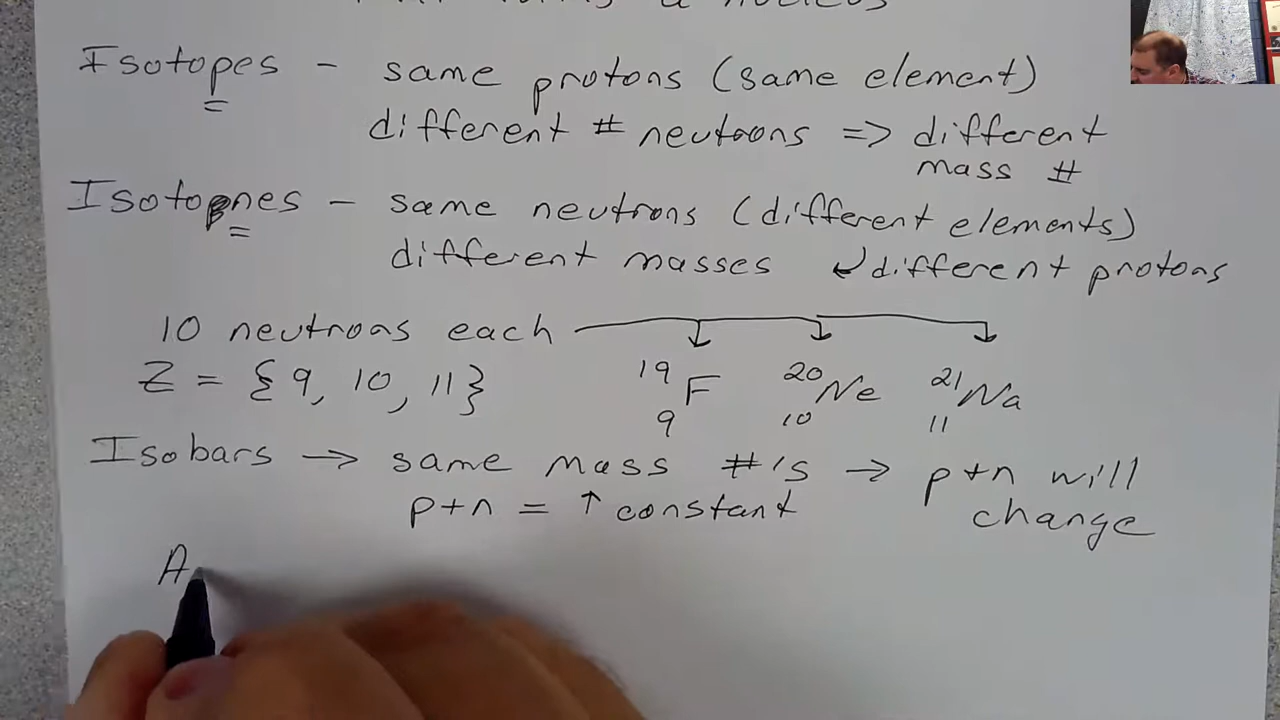 forms a nucleus
Isotopes - same protons (same element)
different # neutrons => different
mass #
Isotones - same neutrons (different elements)
different masses different protons
10 neutrons each
Z = {9, 10, 11} 19 9 F 20 10 Ne 21 11 Na
Isobars → same mass #'s → p+n will
p+n = ↑ constant change
A